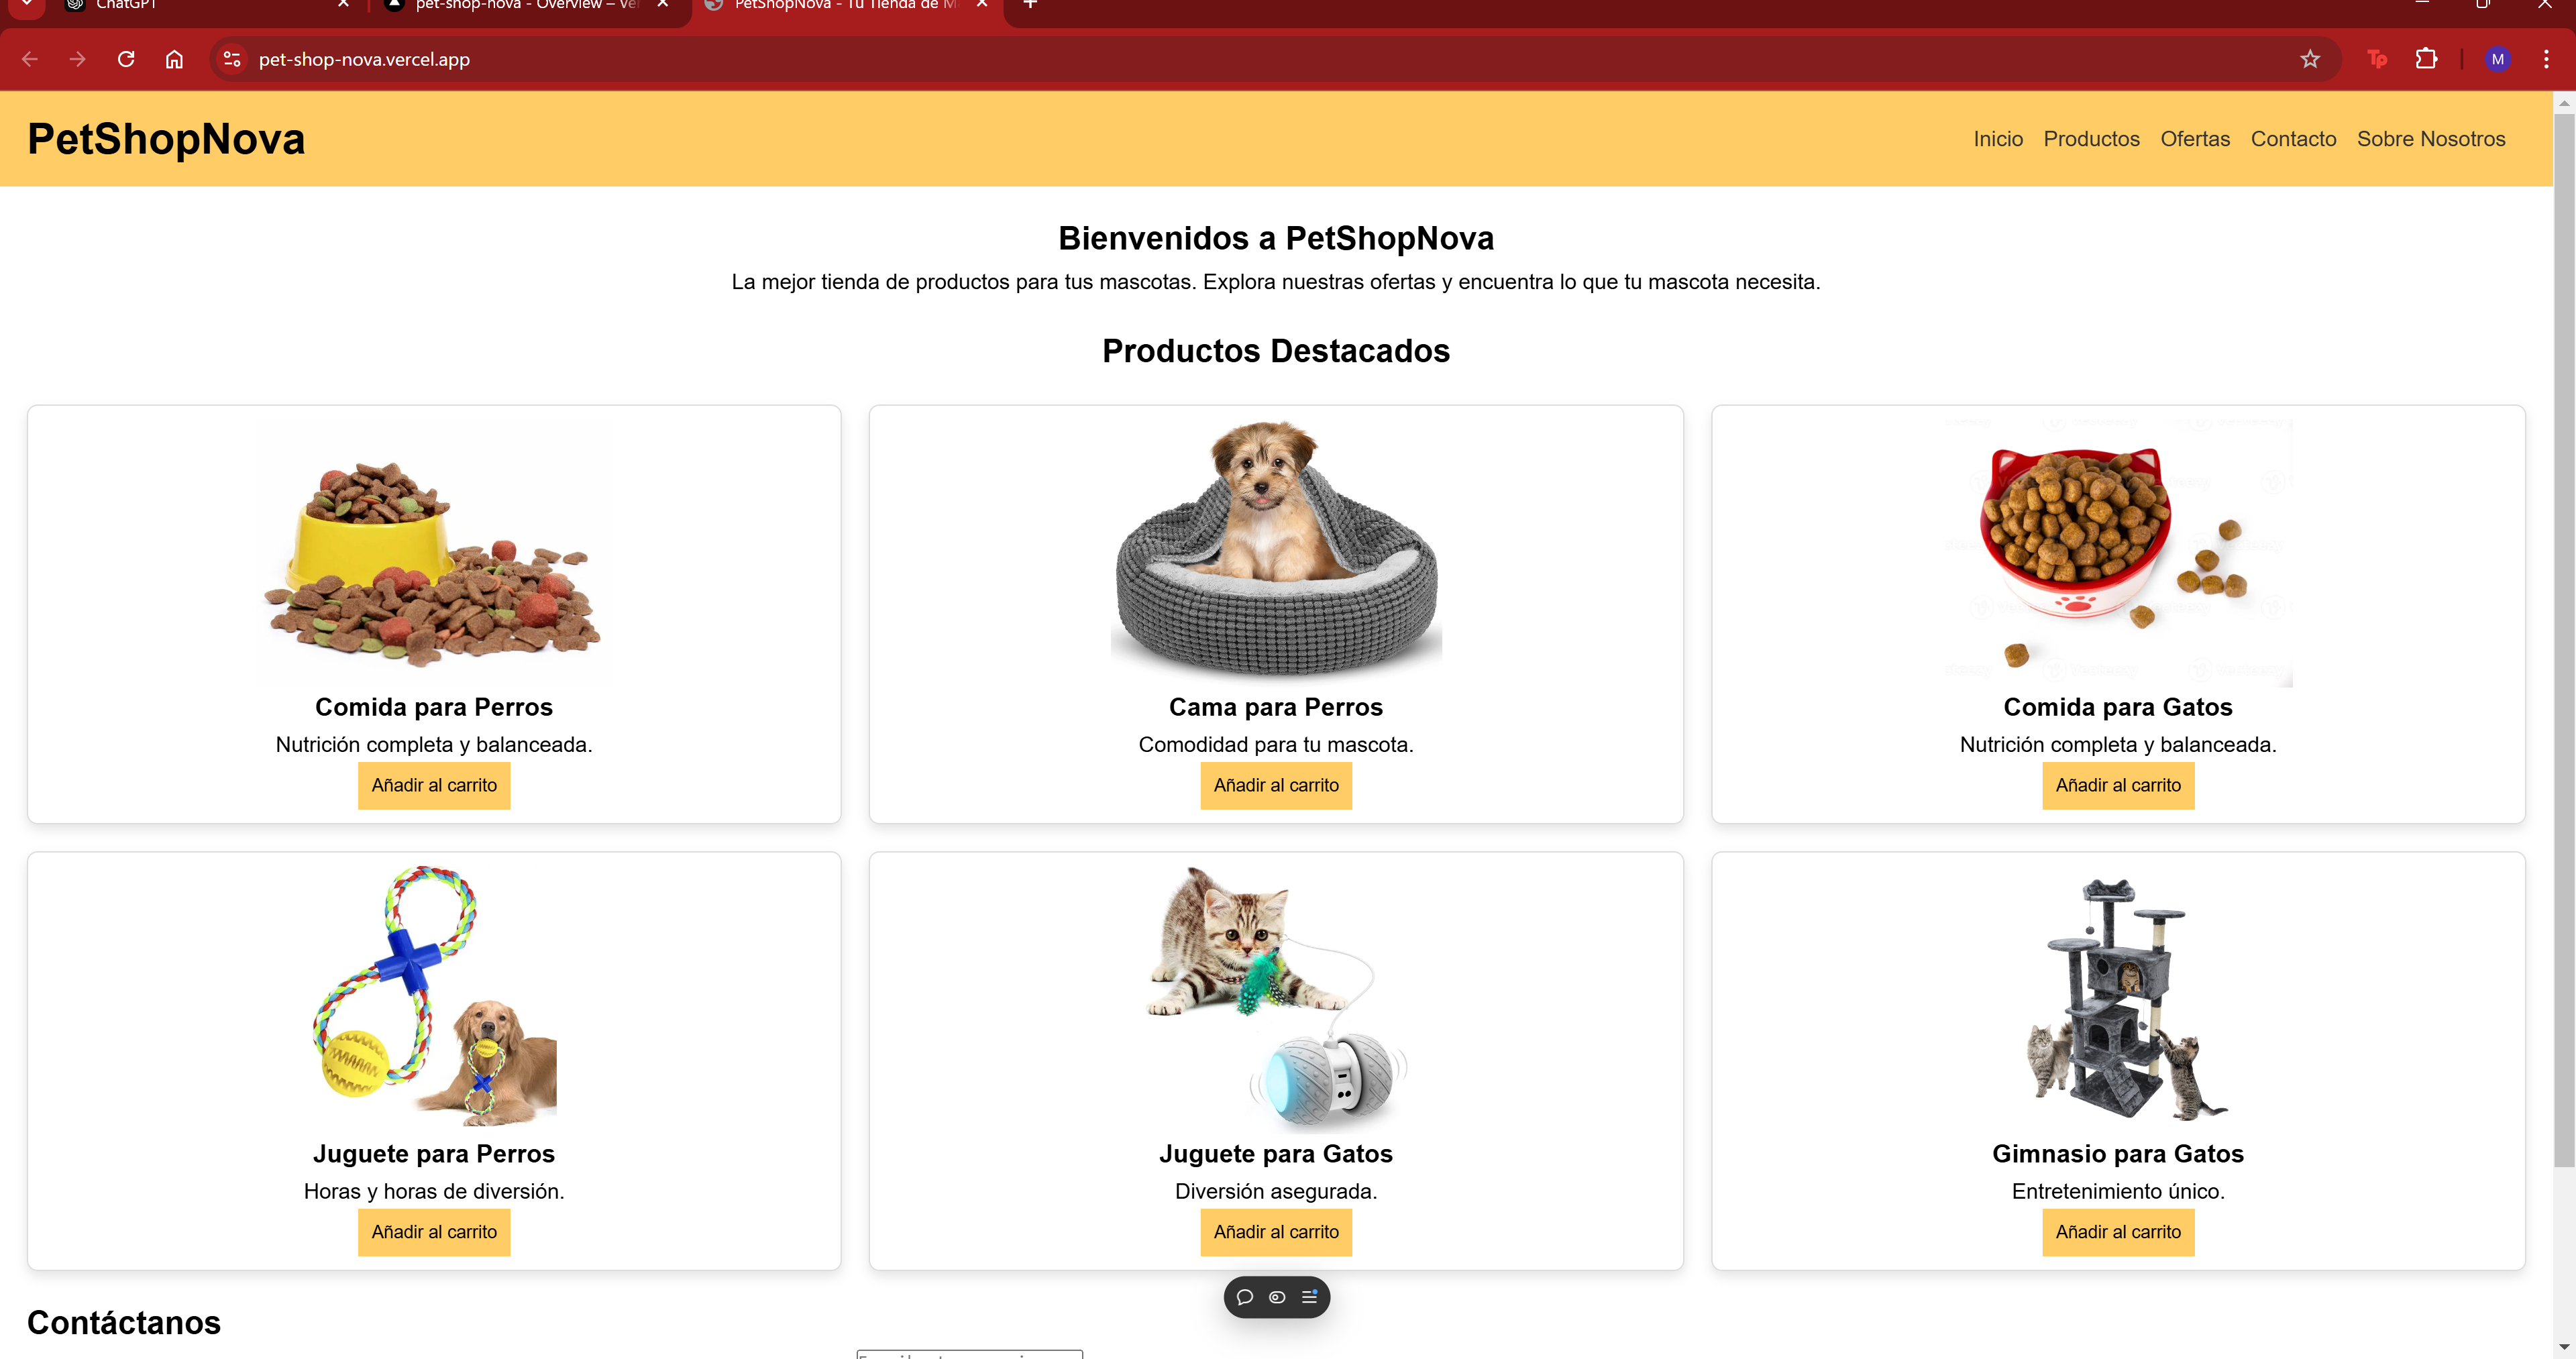 ChatGPT
pet-shop-nova - Overview – Ve
PetShopNova - Tu Tienda de M
pet-shop-nova.vercel.app
Tp
M
PetShopNova
Inicio Productos Ofertas Contacto Sobre Nosotros
Bienvenidos a PetShopNova
La mejor tienda de productos para tus mascotas. Explora nuestras ofertas y encuentra lo que tu mascota necesita.
Productos Destacados
Comida para Perros
Nutrición completa y balanceada.
Añadir al carrito
Cama para Perros
Comodidad para tu mascota.
Añadir al carrito
Comida para Gatos
Nutrición completa y balanceada.
Añadir al carrito
Juguete para Perros
Horas y horas de diversión.
Añadir al carrito
Juguete para Gatos
Diversión asegurada.
Añadir al carrito
Gimnasio para Gatos
Entretenimiento único.
Añadir al carrito
Contáctanos